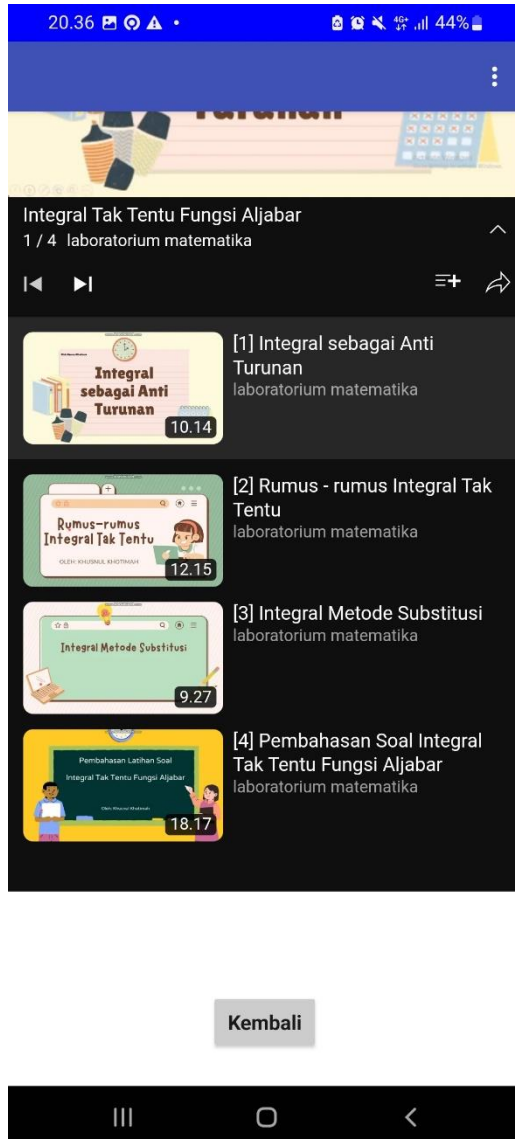 20.36
4G+
44%
Turunan
Integral Tak Tentu Fungsi Aljabar
1 / 4 laboratorium matematika
Integral
sebagai Anti
Turunan
10.14
[1] Integral sebagai Anti
Turunan
laboratorium matematika
Rumus-rumus
Integral Tak Tentu
OLEH: KHUSNUL KHOTIMAH
12.15
[2] Rumus - rumus Integral Tak
Tentu
laboratorium matematika
Integral Metode Substitusi
9.27
[3] Integral Metode Substitusi
laboratorium matematika
Pembahasan Latihan Soal
Integral Tak Tentu Fungsi Aljabar
Oleh: Khusnul Khotimah
18.17
[4] Pembahasan Soal Integral
Tak Tentu Fungsi Aljabar
laboratorium matematika
Kembali